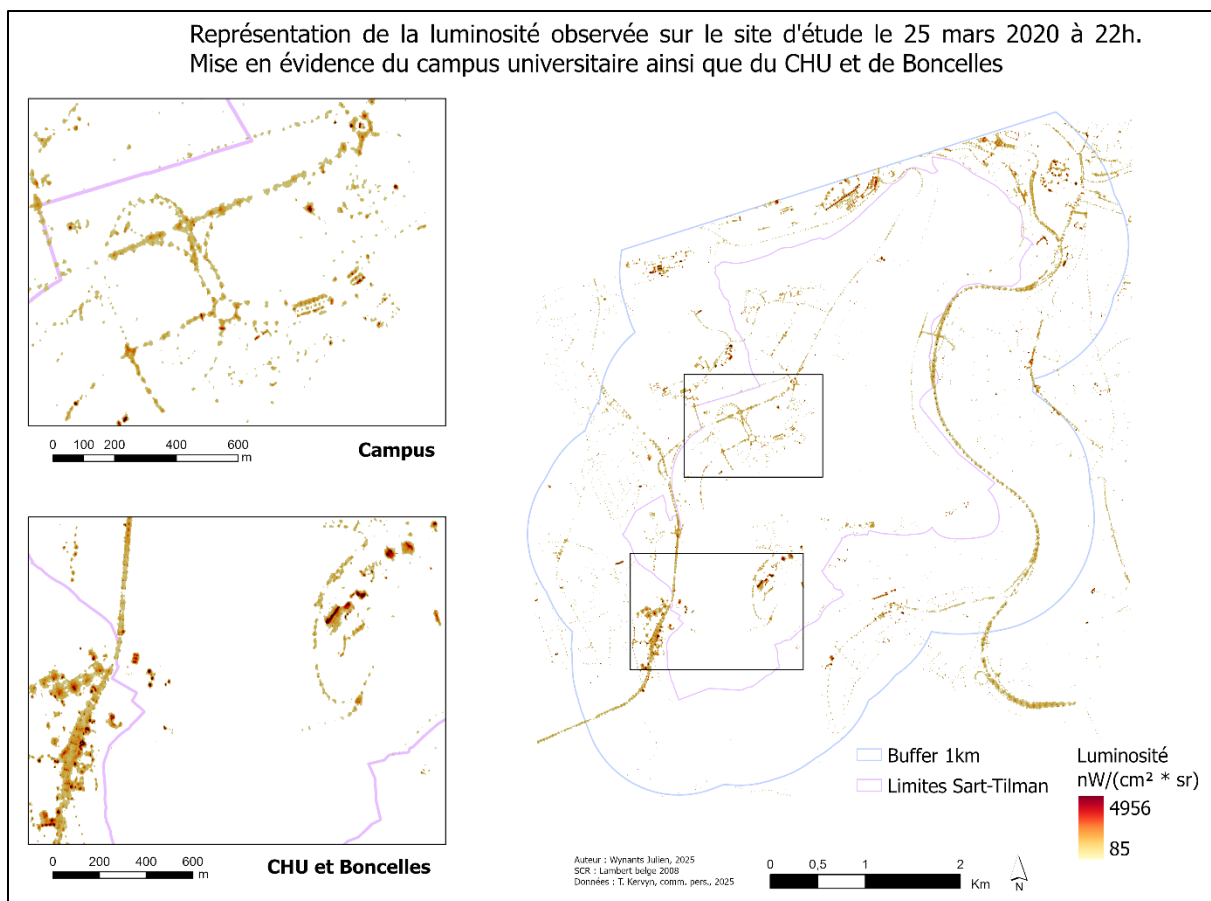 Représentation de la luminosité observée sur le site d'étude le 25 mars 2020 à 22h.
Mise en évidence du campus universitaire ainsi que du CHU et de Boncelles
0 100 200 400 600
m
Campus
0 200 400 600
m
CHU et Boncelles
Buffer 1km
Limites Sart-Tilman
Luminosité
nW/(cm² * sr)
4956
85
Auteur : Wynants Julien, 2025
SCR : Lambert belge 2008
Données : T. Kervyn, comm. pers., 2025
0 0,5 1 2
Km
N